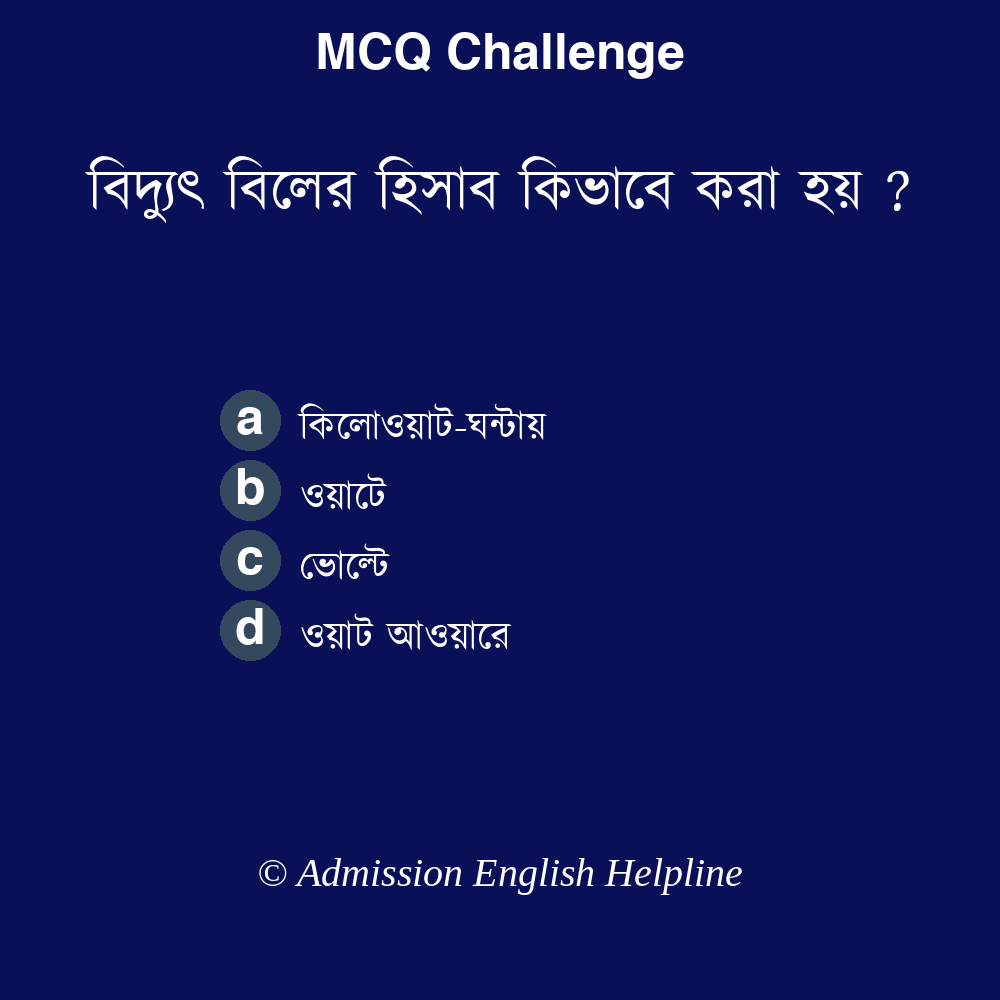 MCQ Challenge
বিদ্যুৎ বিলের হিসাব কিভাবে করা হয় ?
a কিলোওয়াট-ঘন্টায়
b ওয়াটে
c ভোল্টে
d ওয়াট আওয়ারে
© Admission English Helpline